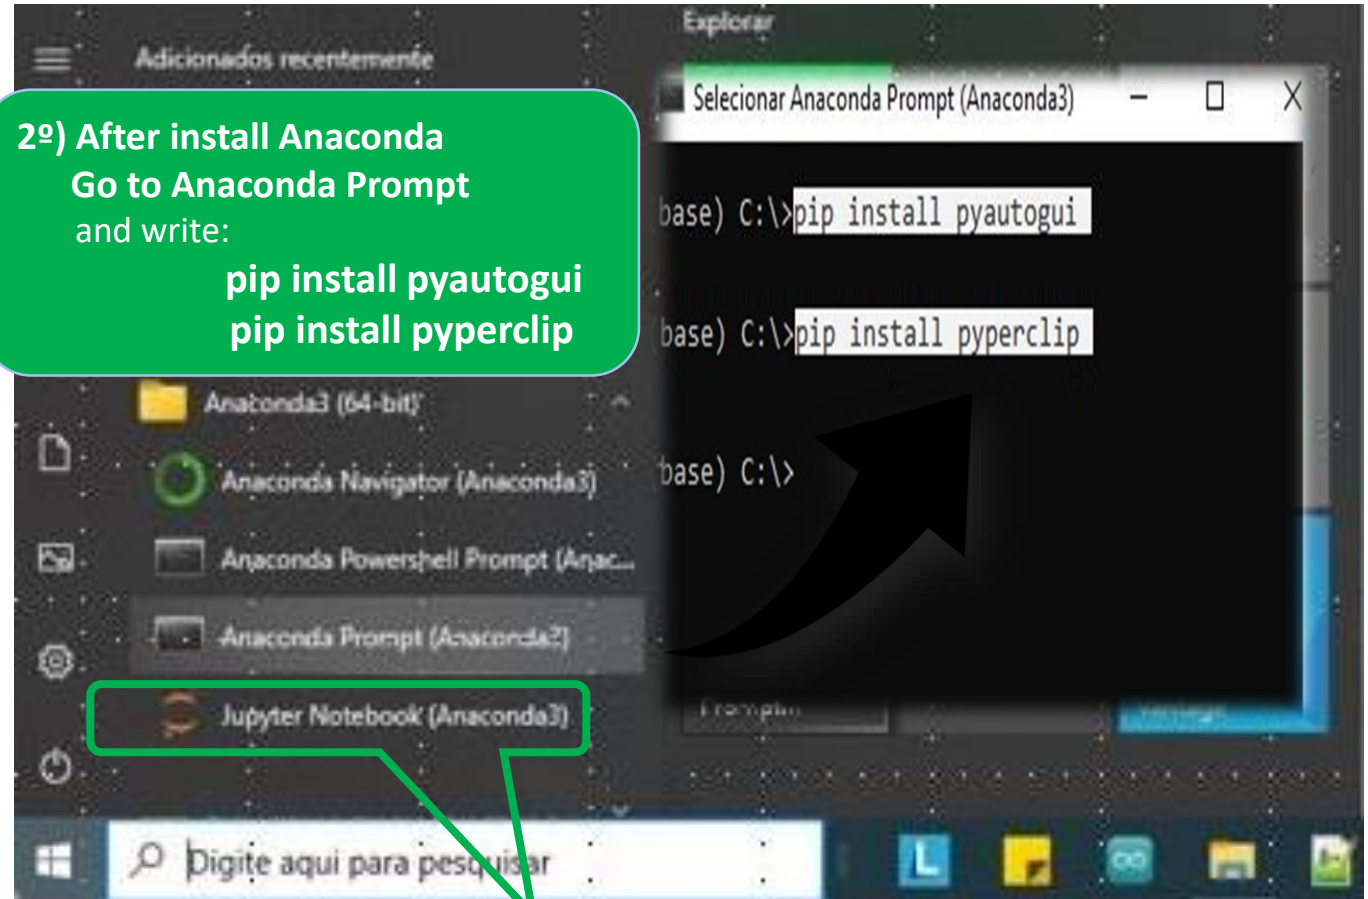 Explorar
Adicionados recentemente
Selecionar Anaconda Prompt (Anaconda3)
2º) After install Anaconda
Go to Anaconda Prompt
and write:
pip install pyautogui
pip install pyperclip
base) C:\>pip install pyautogui
base) C:\>pip install pyperclip
base) C:\>
Anaconda3 (64-bit)
Anaconda Navigator (Anaconda3)
Anaconda Powershell Prompt (Anac...
Anaconda Prompt (Anaconda3)
Jupyter Notebook (Anaconda3)
Digite aqui para pesquisar
L